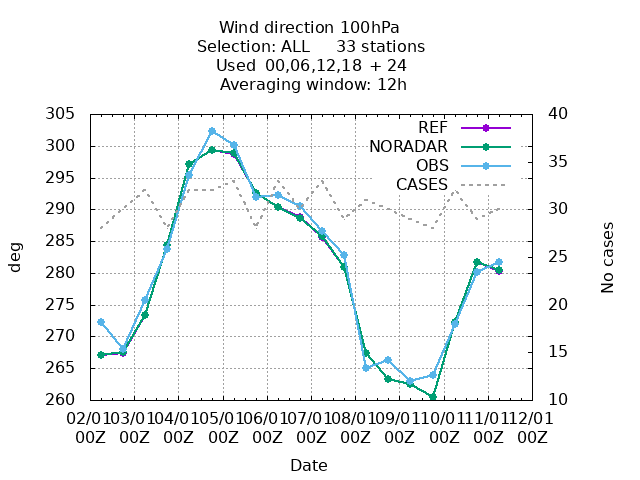 Wind direction 100hPa
Selection: ALL 33 stations
Used 00,06,12,18 + 24
Averaging window: 12h
305
300
295
290
285
280
275
270
265
260
deg
40
35
30
25
20
15
10
No cases
REF
NORADAR
OBS
CASES
02/01 03/01 04/01 05/01 06/01 07/01 08/01 09/01 10/01 11/01 12/01
00Z 00Z 00Z 00Z 00Z 00Z 00Z 00Z 00Z 00Z 00Z
Date